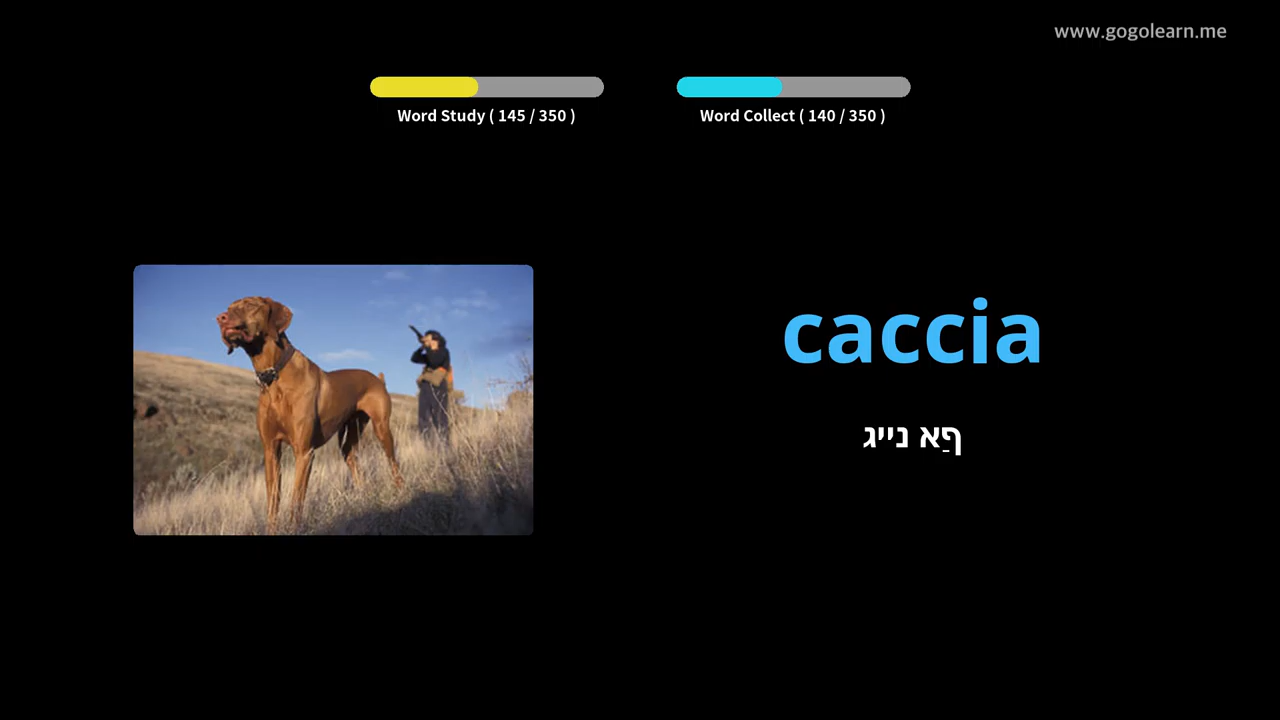 www.gogolearn.me
Word Study ( 145 / 350 )
Word Collect ( 140 / 350 )
caccia
ףַא נייג